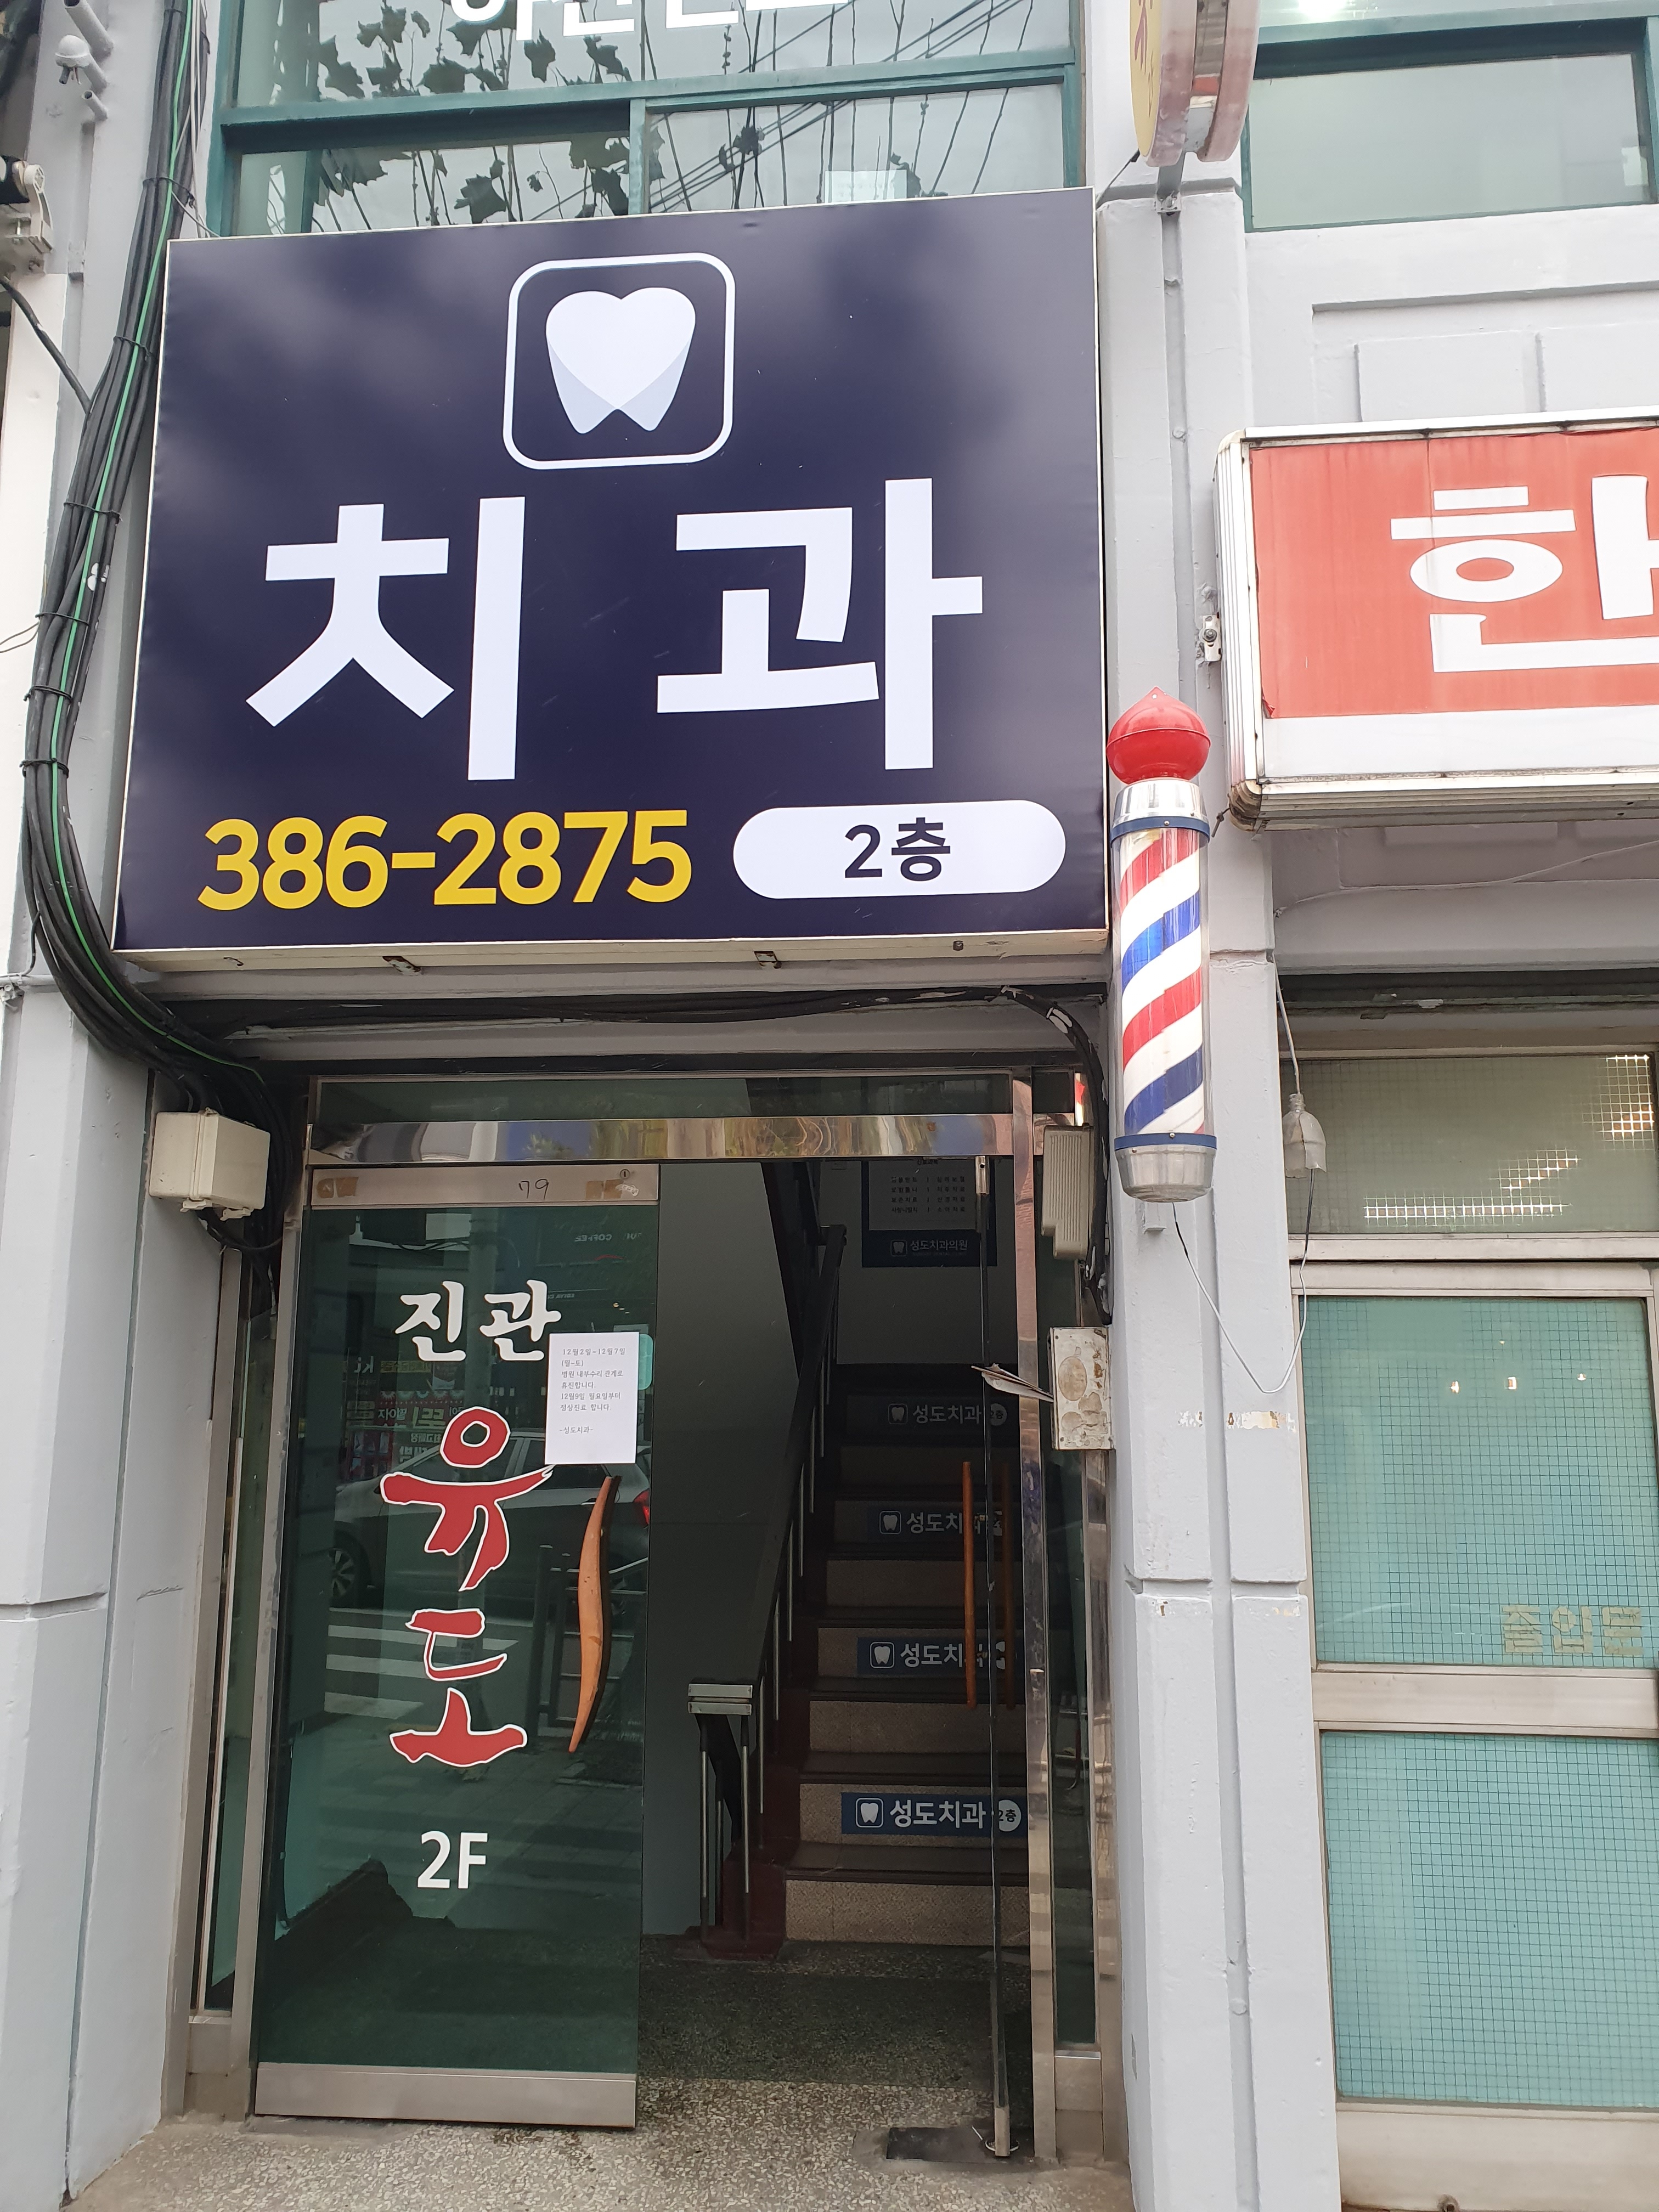 치과
386-2875 2층
한
79
진관
유
도
2F
12월2일~12월7일
(월~토)
병원 내부수리 관계로
휴진합니다.
12월9일 월요일부터
정상진료 합니다
-성도치과-
성도치과의원
성도치과 2층
성도치과
성도치과
성도치과 2층